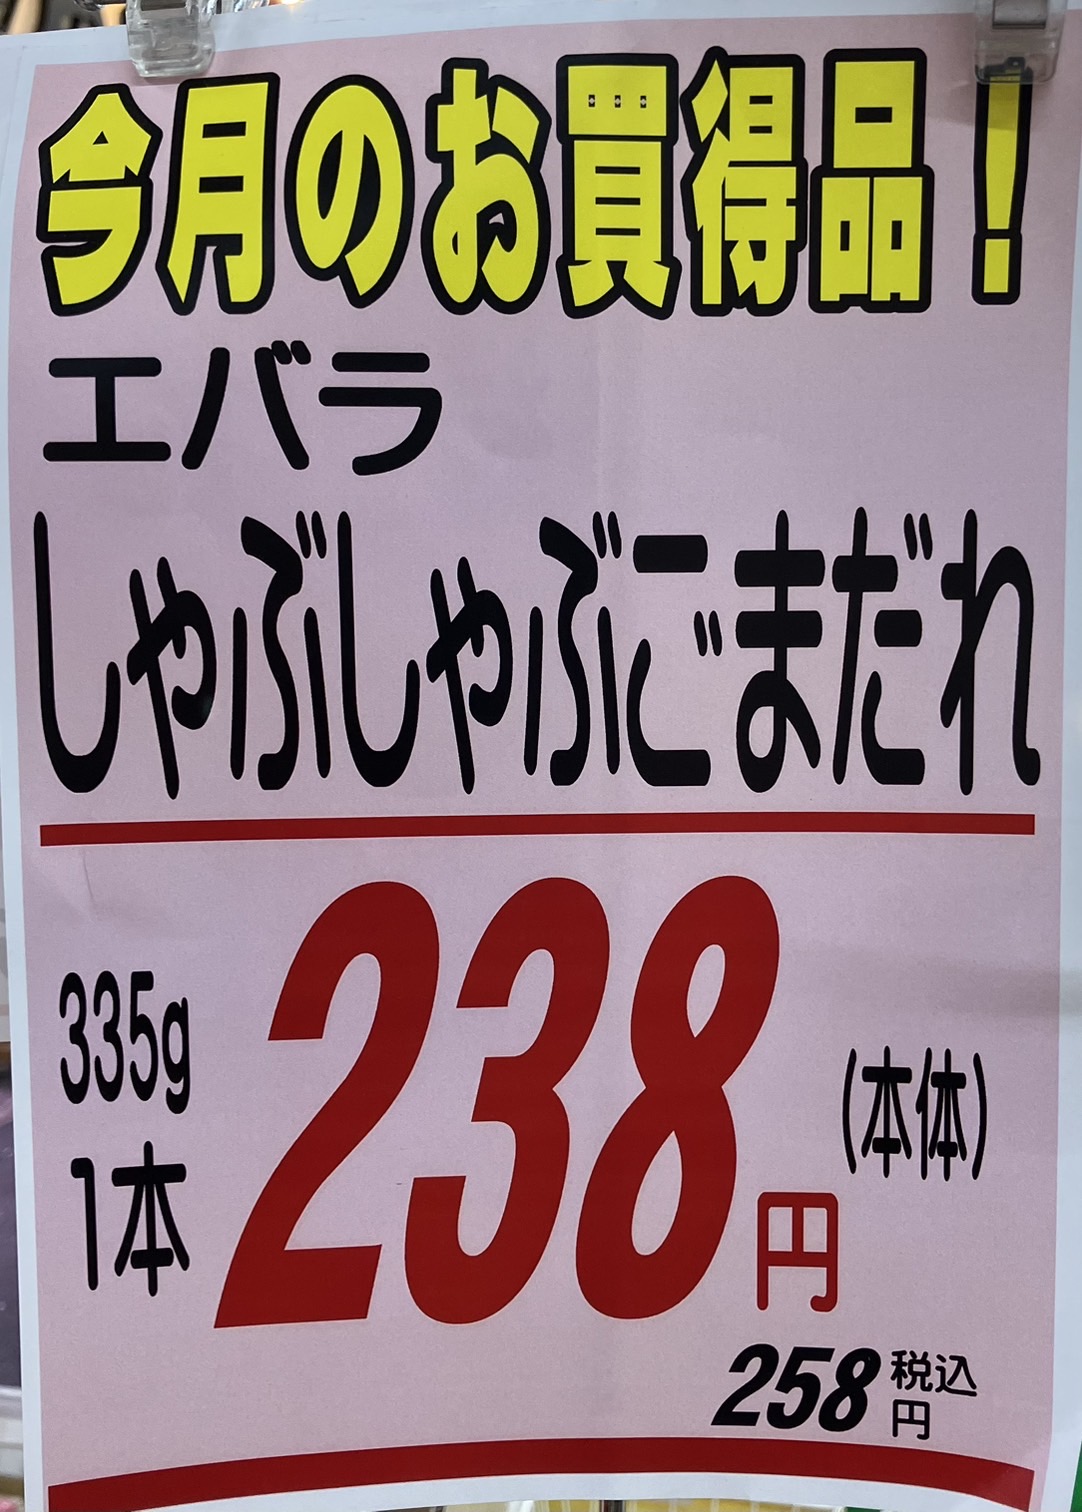 今月のお買得品！
エバラ
しゃぶしゃぶごまだれ
335g
1本
238円
(本体)
258円
税込